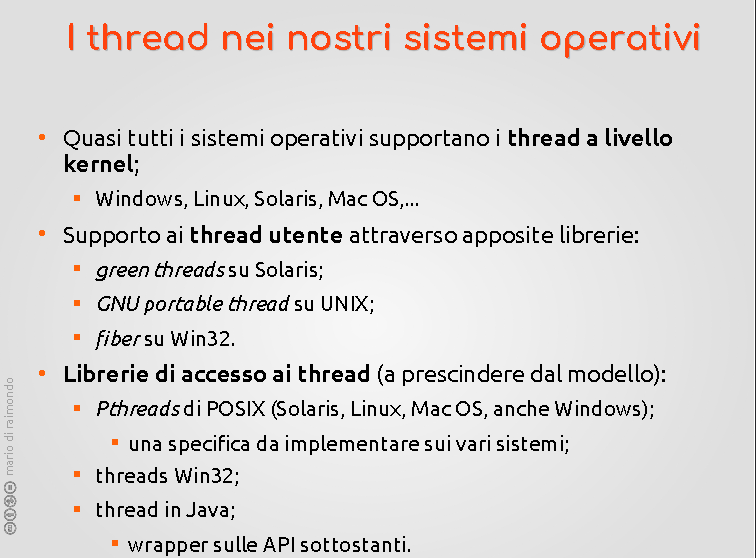 I thread nei nostri sistemi operativi
• Quasi tutti i sistemi operativi supportano i thread a livello
kernel;
▪ Windows, Linux, Solaris, Mac OS,...
• Supporto ai thread utente attraverso apposite librerie:
▪ green threads su Solaris;
▪ GNU portable thread su UNIX;
▪ fiber su Win32.
• Librerie di accesso ai thread (a prescindere dal modello):
▪ Pthreads di POSIX (Solaris, Linux, Mac OS, anche Windows);
▪ una specifica da implementare sui vari sistemi;
▪ threads Win32;
▪ thread in Java;
▪ wrapper sulle API sottostanti.
mario di raimondo